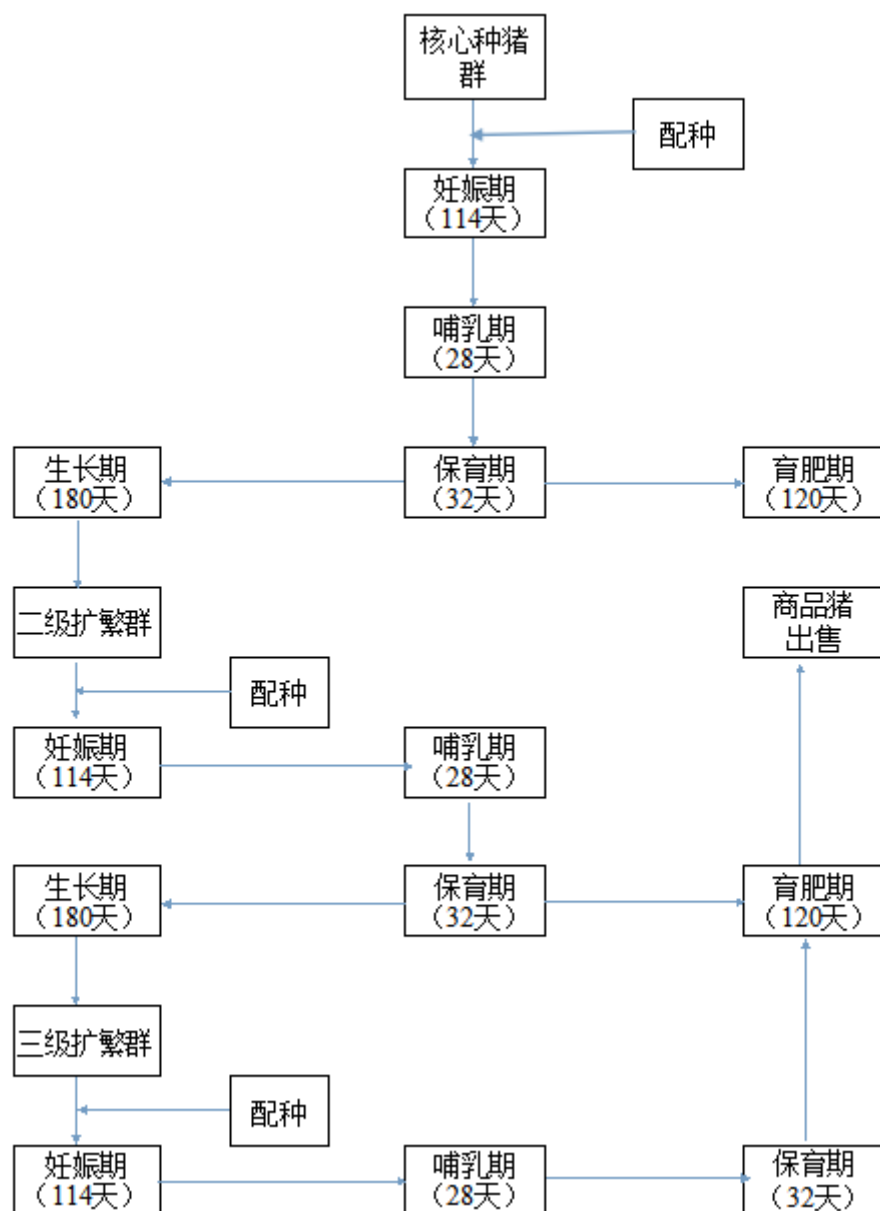 核心种猪
群
配种
妊娠期
（114天）
哺乳期
（28天）
生长期
（180天）
保育期
（32天）
育肥期
（120天）
二级扩繁群
商品猪
出售
配种
妊娠期
（114天）
哺乳期
（28天）
生长期
（180天）
保育期
（32天）
育肥期
（120天）
三级扩繁群
配种
妊娠期
（114天）
哺乳期
（28天）
保育期
（32天）